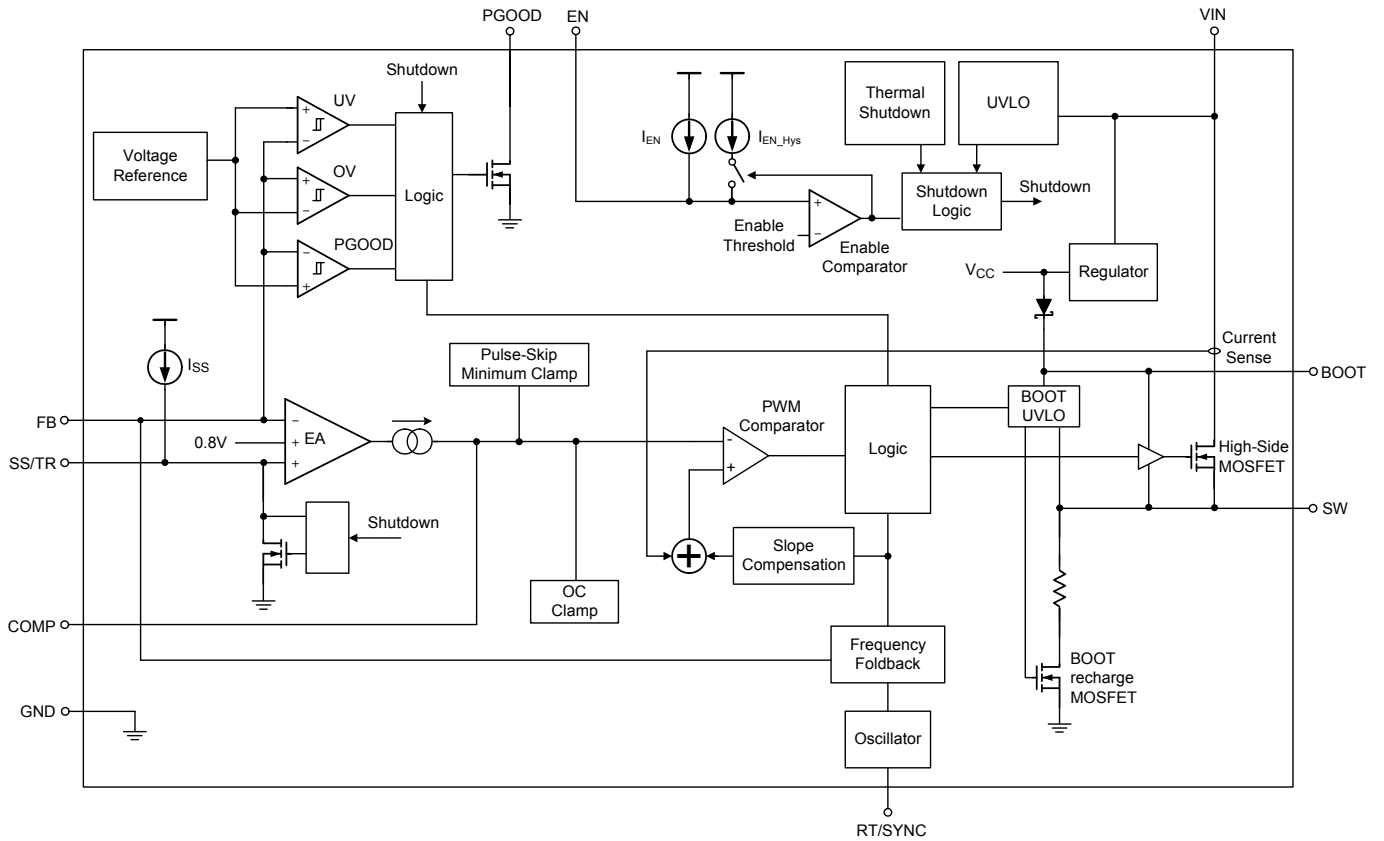 PGOOD
EN
VIN
Shutdown
UV
Voltage
Reference
OV
Logic
PGOOD
I_EN
I_EN_Hys
Thermal
Shutdown
UVLO
Shutdown
Logic
Shutdown
Enable
Threshold
Enable
Comparator
V_CC
Regulator
+
−
+
−
−
+
+
−
I_SS
Pulse-Skip
Minimum Clamp
Current
Sense
BOOT
BOOT
UVLO
FB
0.8V
−
+
+
EA
SS/TR
PWM
Comparator
-
+
Logic
High-Side
MOSFET
SW
Shutdown
+
Slope
Compensation
OC
Clamp
COMP
Frequency
Foldback
BOOT
recharge
MOSFET
GND
Oscillator
RT/SYNC